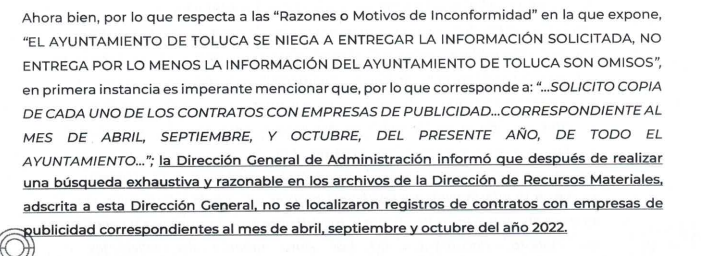 Ahora bien, por lo que respecta a las “Razones o Motivos de Inconformidad” en la que expone,
“EL AYUNTAMIENTO DE TOLUCA SE NIEGA A ENTREGAR LA INFORMACIÓN SOLICITADA, NO
ENTREGA POR LO MENOS LA INFORMACIÓN DEL AYUNTAMIENTO DE TOLUCA SON OMISOS”,
en primera instancia es imperante mencionar que, por lo que corresponde a: “...SOLICITO COPIA
DE CADA UNO DE LOS CONTRATOS CON EMPRESAS DE PUBLICIDAD...CORRESPONDIENTE AL
MES DE ABRIL, SEPTIEMBRE, Y OCTUBRE, DEL PRESENTE AÑO, DE TODO EL
AYUNTAMIENTO...”; la Dirección General de Administración informó que después de realizar
una búsqueda exhaustiva y razonable en los archivos de la Dirección de Recursos Materiales,
adscrita a esta Dirección General, no se localizaron registros de contratos con empresas de
publicidad correspondientes al mes de abril, septiembre y octubre del año 2022.